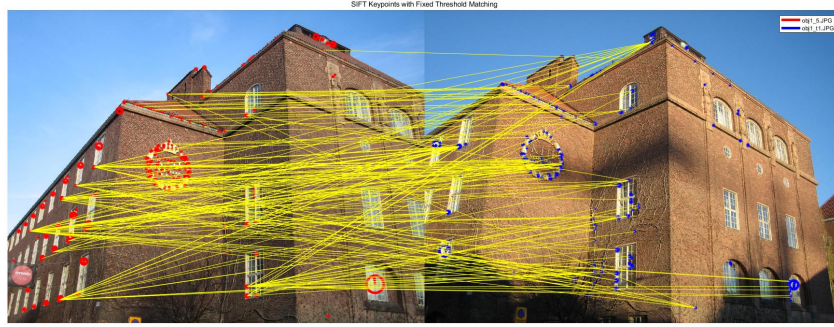 SIFT Keypoints with Fixed Threshold Matching
obj1_5.JPG
obj1_t1.JPG